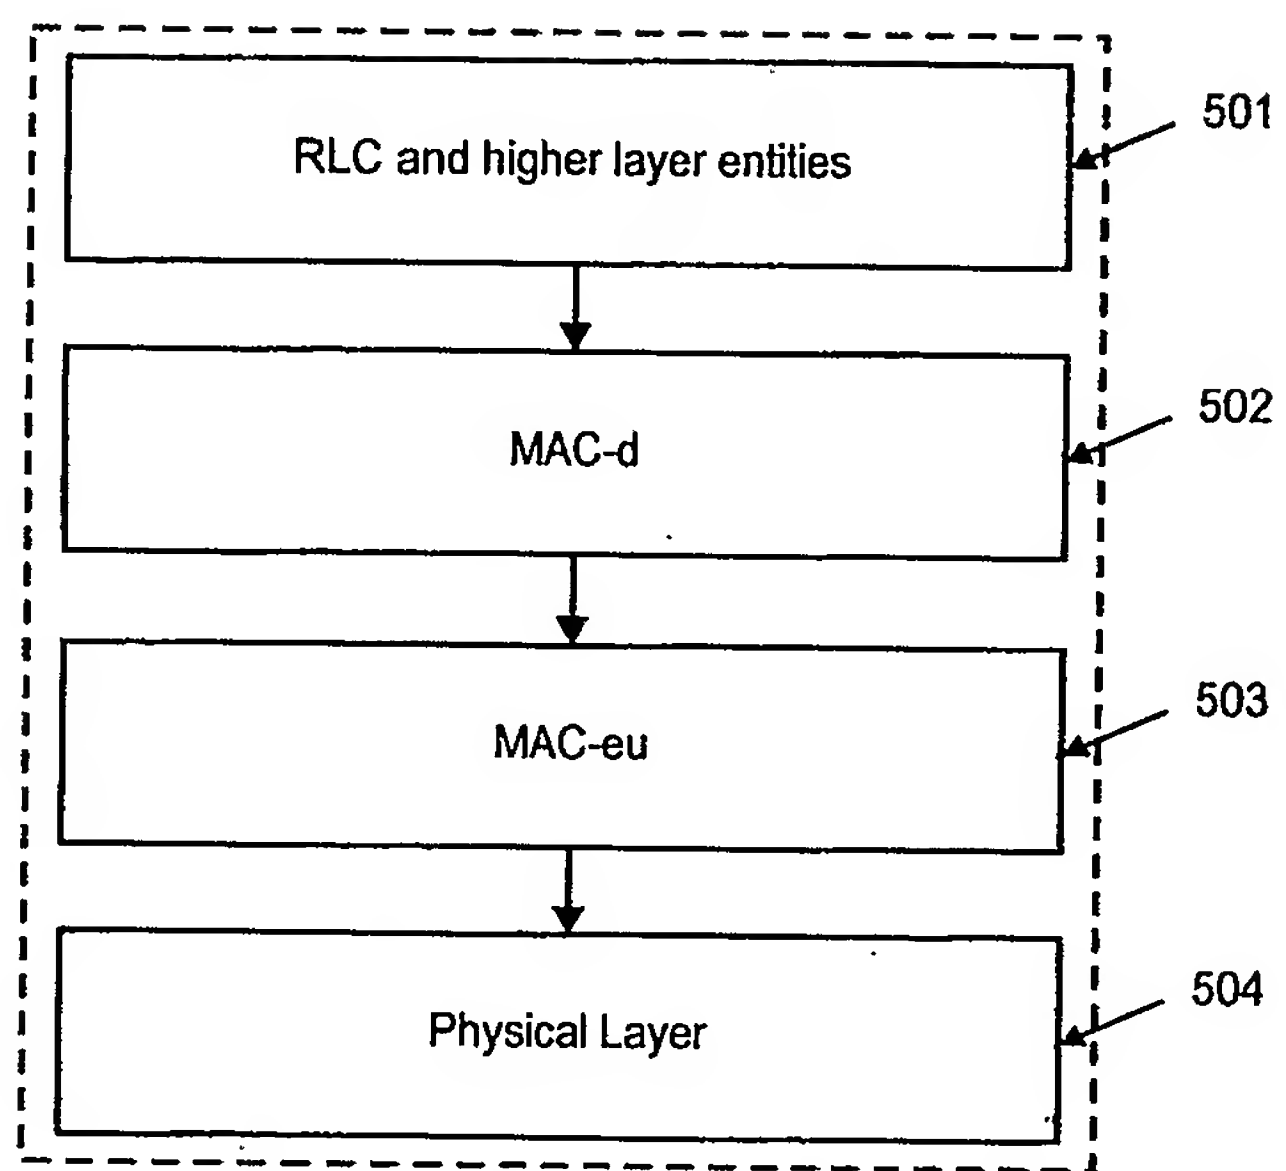 RLC and higher layer entities
501
MAC-d
502
MAC-eu
503
Physical Layer
504